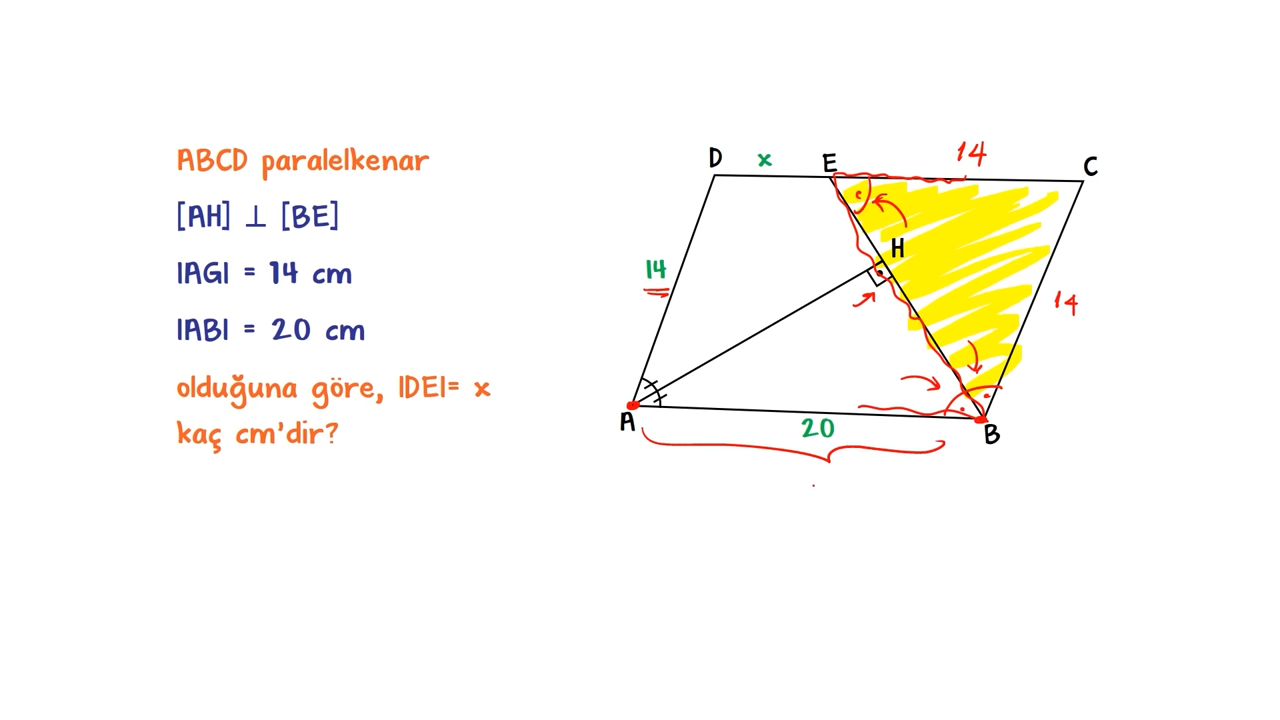 ABCD paralelkenar
[AH] ⊥ [BE]
|AG| = 14 cm
|AB| = 20 cm
olduğuna göre, |DE|= x
kaç cm'dir?
D x E 14 C
H
14
14
A 20 B